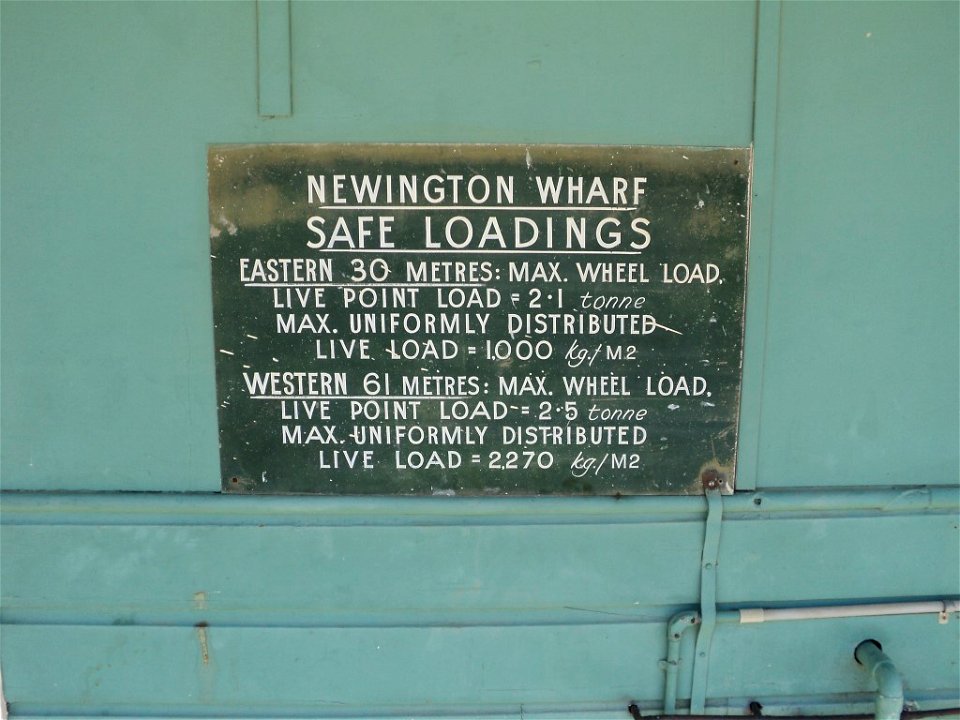 NEWINGTON WHARF
SAFE LOADINGS
EASTERN 30 METRES: MAX. WHEEL LOAD.
LIVE POINT LOAD = 2·1 tonne
MAX. UNIFORMLY DISTRIBUTED
LIVE LOAD = 1,000 kg./M2
WESTERN 61 METRES: MAX. WHEEL LOAD.
LIVE POINT LOAD = 2·5 tonne
MAX. UNIFORMLY DISTRIBUTED
LIVE LOAD = 2,270 kg./M2